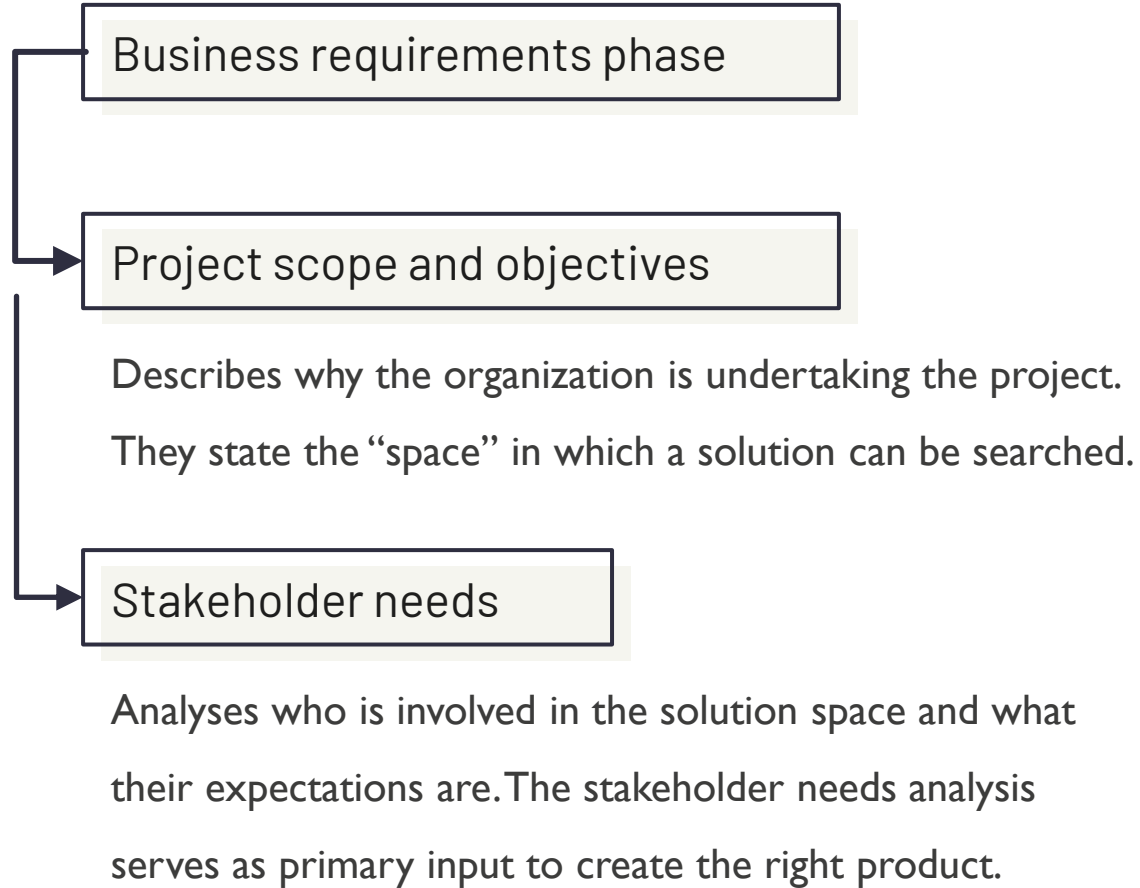 Business requirements phase
Project scope and objectives
Describes why the organization is undertaking the project.
They state the “space” in which a solution can be searched.
Stakeholder needs
Analyses who is involved in the solution space and what
their expectations are. The stakeholder needs analysis
serves as primary input to create the right product.